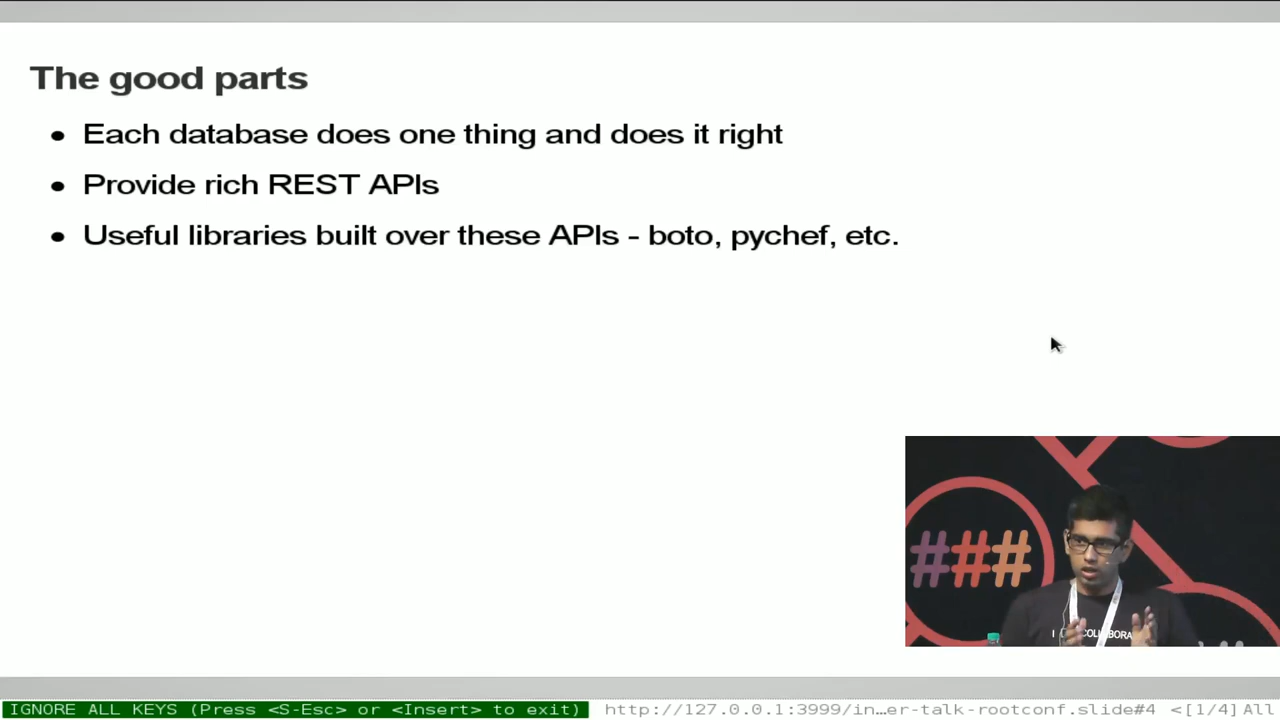 The good parts
Each database does one thing and does it right
Provide rich REST APIs
Useful libraries built over these APIs - boto, pychef, etc.
###
IGNORE ALL KEYS (Press <S-Esc> or <Insert> to exit)
http://127.0.0.1:3999/in…er-talk-rootconf.slide#4 <[1/4]All